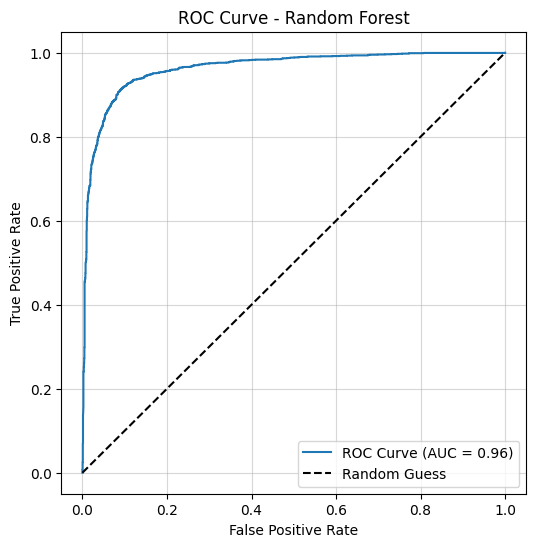 ROC Curve - Random Forest
1.0
0.8
0.6
0.4
0.2
0.0
True Positive Rate
ROC Curve (AUC = 0.96)
Random Guess
0.0 0.2 0.4 0.6 0.8 1.0
False Positive Rate